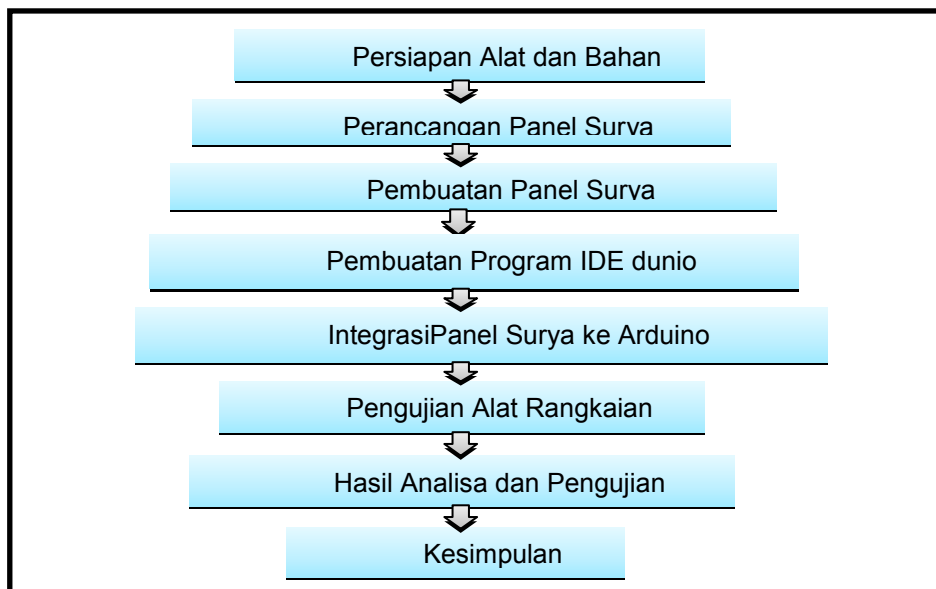 Persiapan Alat dan Bahan
Perancangan Panel Surya
Pembuatan Panel Surya
Pembuatan Program IDE dunio
IntegrasiPanel Surya ke Arduino
Pengujian Alat Rangkaian
Hasil Analisa dan Pengujian
Kesimpulan